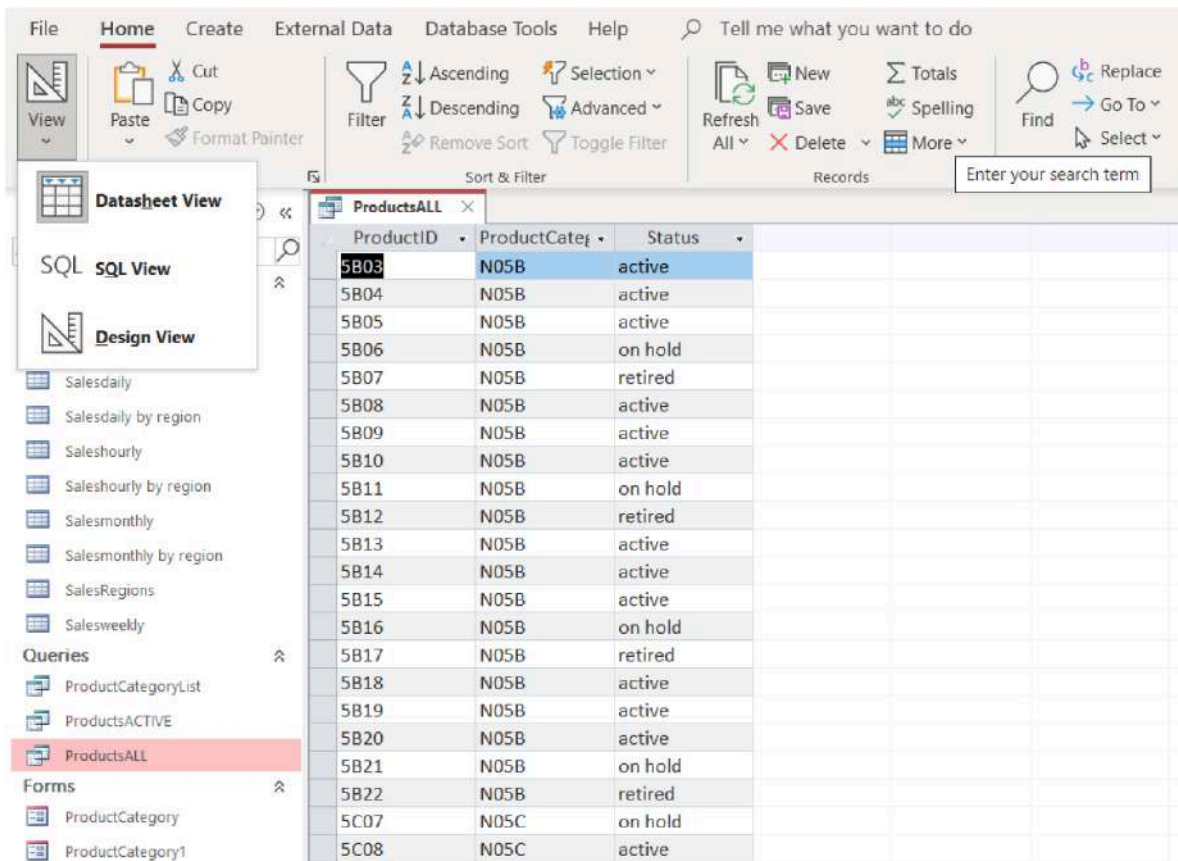 File Home Create External Data Database Tools Help Tell me what you want to do
View
Paste
Cut
Copy
Format Painter
Filter
Ascending
Descending
Remove Sort
Selection
Advanced
Toggle Filter
Sort & Filter
Refresh All
New
Save
Delete
Totals
Spelling
More
Records
Find
Replace
Go To
Select
Enter your search term
Datasheet View
SQL SQL View
Design View
Salesdaily
Salesdaily by region
Saleshourly
Saleshourly by region
Salesmonthly
Salesmonthly by region
SalesRegions
Salesweekly
Queries
ProductCategoryList
ProductsACTIVE
ProductsALL
Forms
ProductCategory
ProductCategory1
ProductsALL
ProductID ProductCateg Status
5B03 N05B active
5B04 N05B active
5B05 N05B active
5B06 N05B on hold
5B07 N05B retired
5B08 N05B active
5B09 N05B active
5B10 N05B active
5B11 N05B on hold
5B12 N05B retired
5B13 N05B active
5B14 N05B active
5B15 N05B active
5B16 N05B on hold
5B17 N05B retired
5B18 N05B active
5B19 N05B active
5B20 N05B active
5B21 N05B on hold
5B22 N05B retired
5C07 N05C on hold
5C08 N05C active